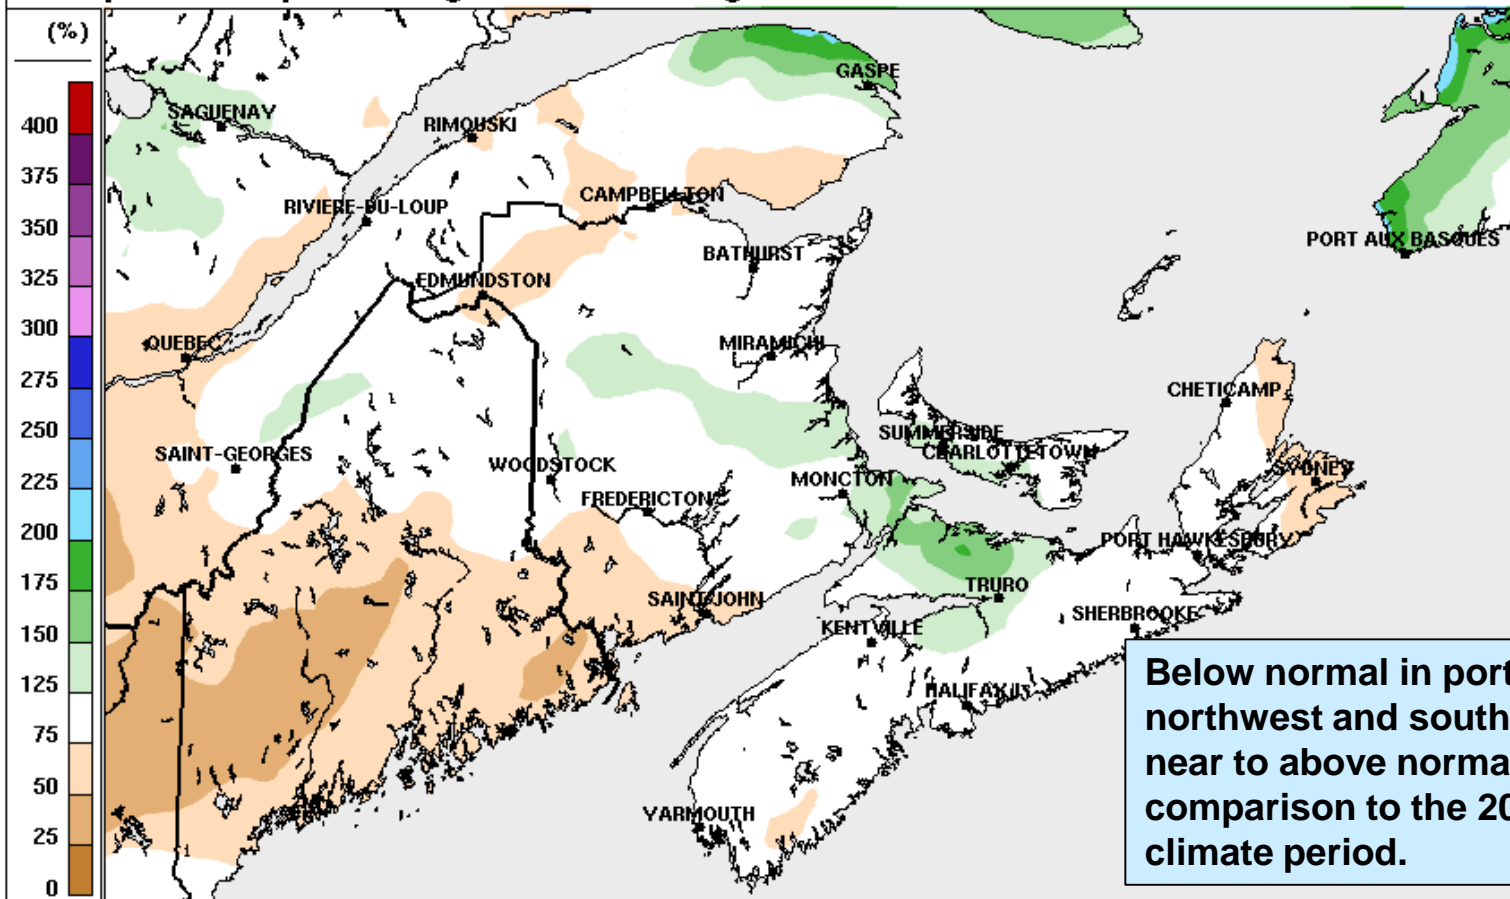 (%)
400
375
350
325
300
275
250
225
200
175
150
125
75
50
25
0
GASPE
SAGUENAY
RIMOUSKI
CAMPBELLTON
RIVIERE-DU-LOUP
PORT AUX BASQUES
BATHURST
EDMUNDSTON
QUEBEC
MIRAMICHI
CHETICAMP
SUMMERSIDE
CHARLOTTETOWN
SAINT-GEORGES
WOODSTOCK
SYDNEY
MONCTON
FREDERICTON
PORT HAWKESBURY
TRURO
SAINT JOHN
SHERBROOKE
KENTVILLE
HALIFAX
YARMOUTH
Below normal in port
northwest and south
near to above norma
comparison to the 20
climate period.